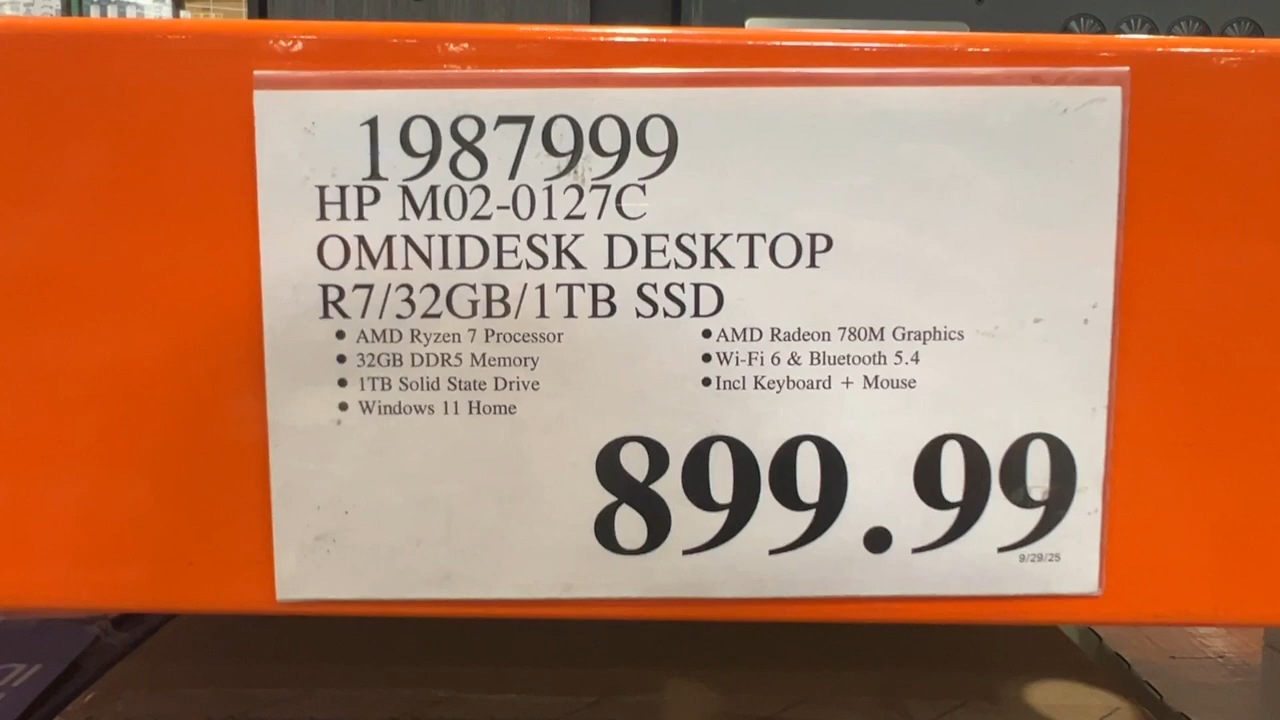 1987999
HP M02-0127C
OMNIDESK DESKTOP
R7/32GB/1TB SSD
• AMD Ryzen 7 Processor
• 32GB DDR5 Memory
• 1TB Solid State Drive
• Windows 11 Home
• AMD Radeon 780M Graphics
• Wi-Fi 6 & Bluetooth 5.4
• Incl Keyboard + Mouse
899.99
9/29/25